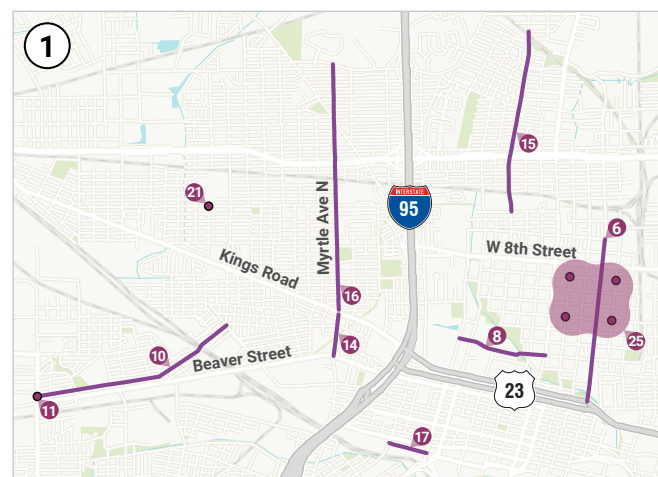 1
15
21
INTERSTATE
95
6
Myrtle Ave N
W 8th Street
Kings Road
16
8
14
25
10
Beaver Street
23
11
17